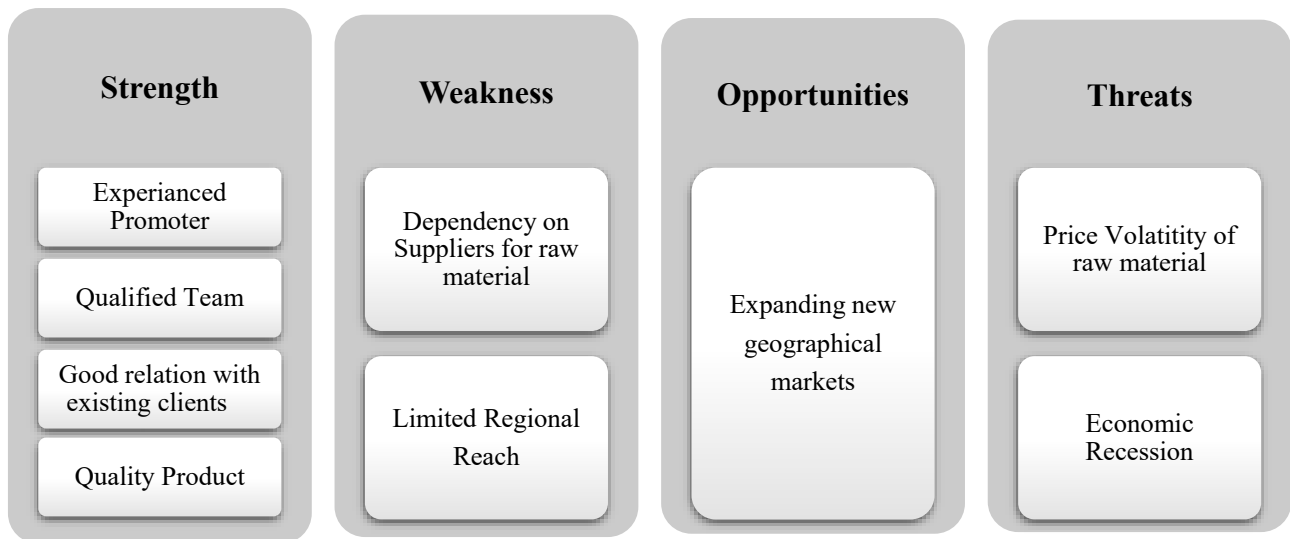 Strength
Experianced
Promoter
Qualified Team
Good relation with
existing clients
Quality Product
Weakness
Dependency on
Suppliers for raw
material
Limited Regional
Reach
Opportunities
Expanding new
geographical
markets
Threats
Price Volatitity of
raw material
Economic
Recession